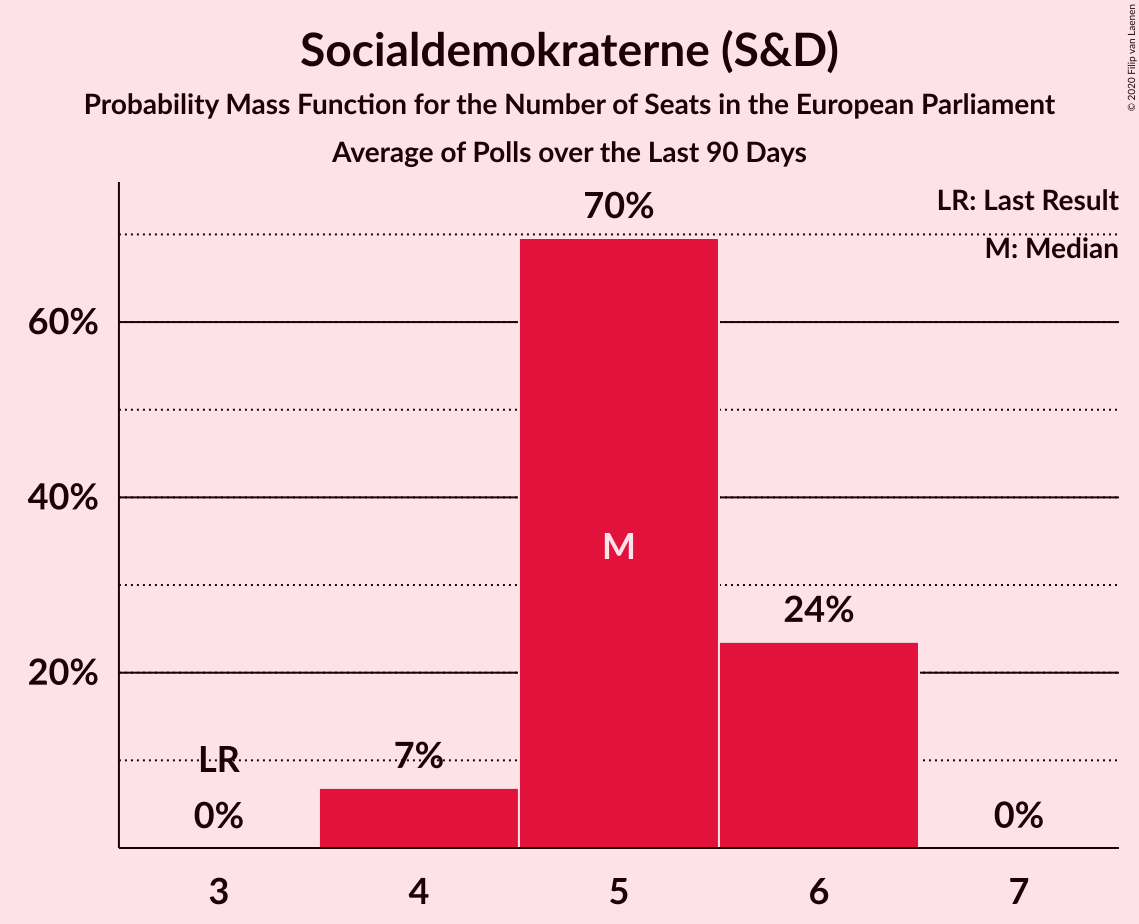 Socialdemokraterne (S&D)
Probability Mass Function for the Number of Seats in the European Parliament
Average of Polls over the Last 90 Days
© 2020 Filip van Laenen
LR: Last Result
M: Median
70%
60%
40%
M
24%
20%
LR
7%
0%
0%
3 4 5 6 7